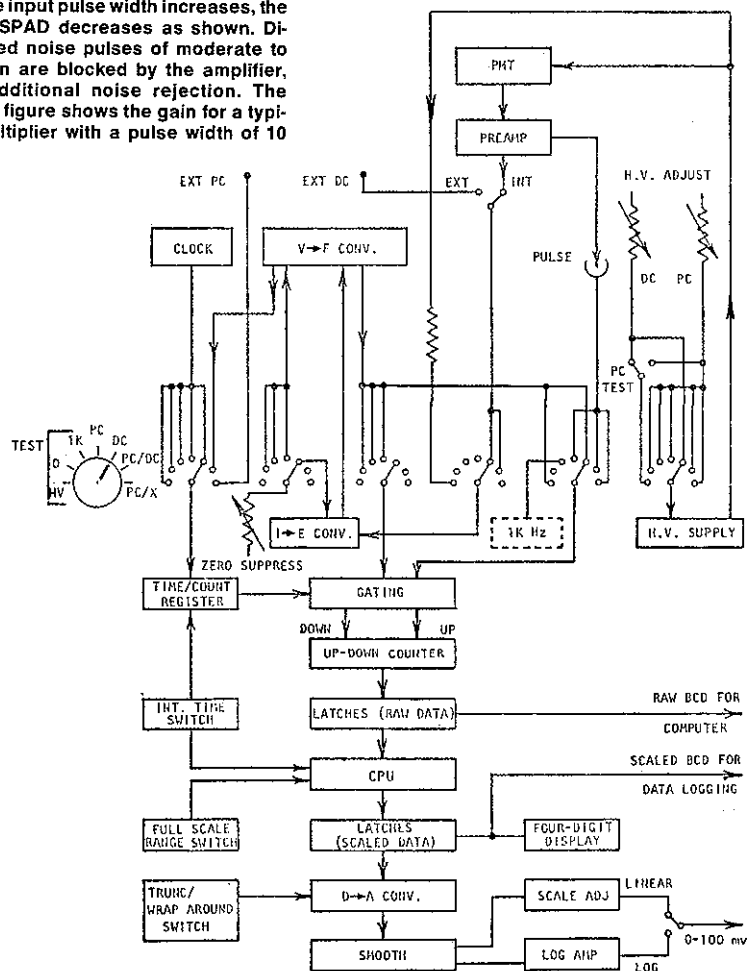 e input pulse width increases, the
SPAD decreases as shown. Di-
ed noise pulses of moderate to
n are blocked by the amplifier,
dditional noise rejection. The
figure shows the gain for a typi-
ltiplier with a pulse width of 10
PMT
PREAMP
EXT PC
EXT DC
EXT
INT
H.V. ADJUST
CLOCK
V→F CONV.
PULSE
DC
PC
PC
TEST
TEST
0
1K
PC
DC
PC/DC
PC/X
HV
I→E CONV.
1K Hz
H.V. SUPPLY
ZERO SUPPRESS
TIME/COUNT
REGISTER
GATING
DOWN
UP
UP-DOWN COUNTER
INT. TIME
SWITCH
LATCHES (RAW DATA)
RAW BCD FOR
COMPUTER
CPU
SCALED BCD FOR
DATA LOGGING
FULL SCALE
RANGE SWITCH
LATCHES
(SCALED DATA)
FOUR-DIGIT
DISPLAY
TRUNC/
WRAP AROUND
SWITCH
D→A CONV.
SCALE ADJ
LINEAR
0-100 mv
SMOOTH
LOG AMP
LOG